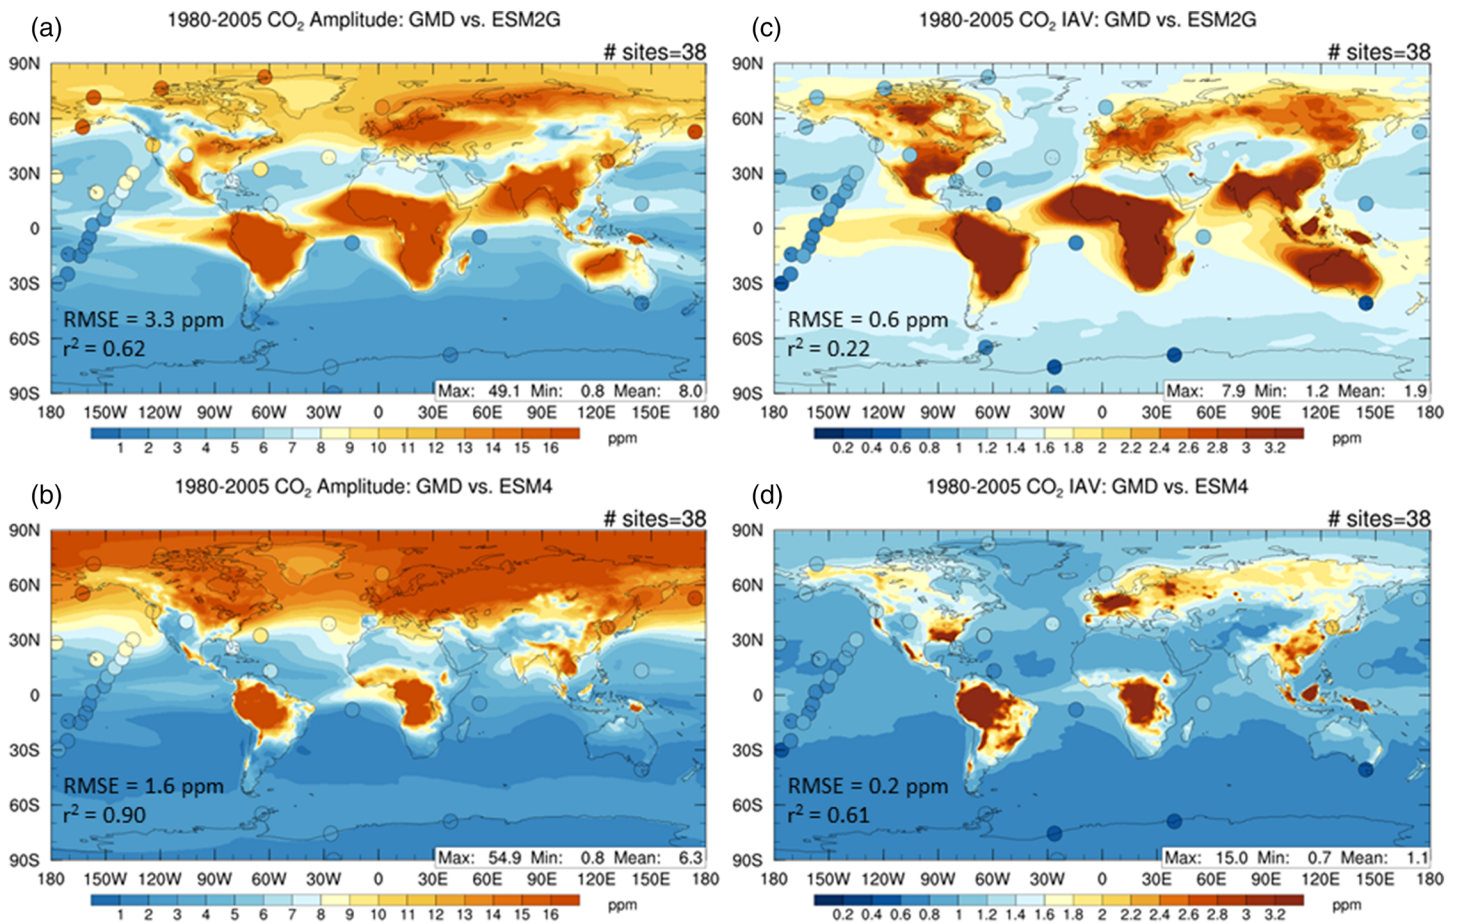 (a)
1980-2005 CO2 Amplitude: GMD vs. ESM2G
# sites=38
90N
60N
30N
0
30S
60S
90S
RMSE = 3.3 ppm
r2 = 0.62
Max: 49.1 Min: 0.8 Mean: 8.0
180 150W 120W 90W 60W 30W 0 30E 60E 90E 120E 150E 180
1 2 3 4 5 6 7 8 9 10 11 12 13 14 15 16 ppm
(c)
1980-2005 CO2 IAV: GMD vs. ESM2G
# sites=38
90N
60N
30N
0
30S
60S
90S
RMSE = 0.6 ppm
r2 = 0.22
Max: 7.9 Min: 1.2 Mean: 1.9
180 150W 120W 90W 60W 30W 0 30E 60E 90E 120E 150E 180
0.2 0.4 0.6 0.8 1 1.2 1.4 1.6 1.8 2 2.2 2.4 2.6 2.8 3 3.2 ppm
(b)
1980-2005 CO2 Amplitude: GMD vs. ESM4
# sites=38
90N
60N
30N
0
30S
60S
90S
RMSE = 1.6 ppm
r2 = 0.90
Max: 54.9 Min: 0.8 Mean: 6.3
180 150W 120W 90W 60W 30W 0 30E 60E 90E 120E 150E 180
1 2 3 4 5 6 7 8 9 10 11 12 13 14 15 16 ppm
(d)
1980-2005 CO2 IAV: GMD vs. ESM4
# sites=38
90N
60N
30N
0
30S
60S
90S
RMSE = 0.2 ppm
r2 = 0.61
Max: 15.0 Min: 0.7 Mean: 1.1
180 150W 120W 90W 60W 30W 0 30E 60E 90E 120E 150E 180
0.2 0.4 0.6 0.8 1 1.2 1.4 1.6 1.8 2 2.2 2.4 2.6 2.8 3 3.2 ppm